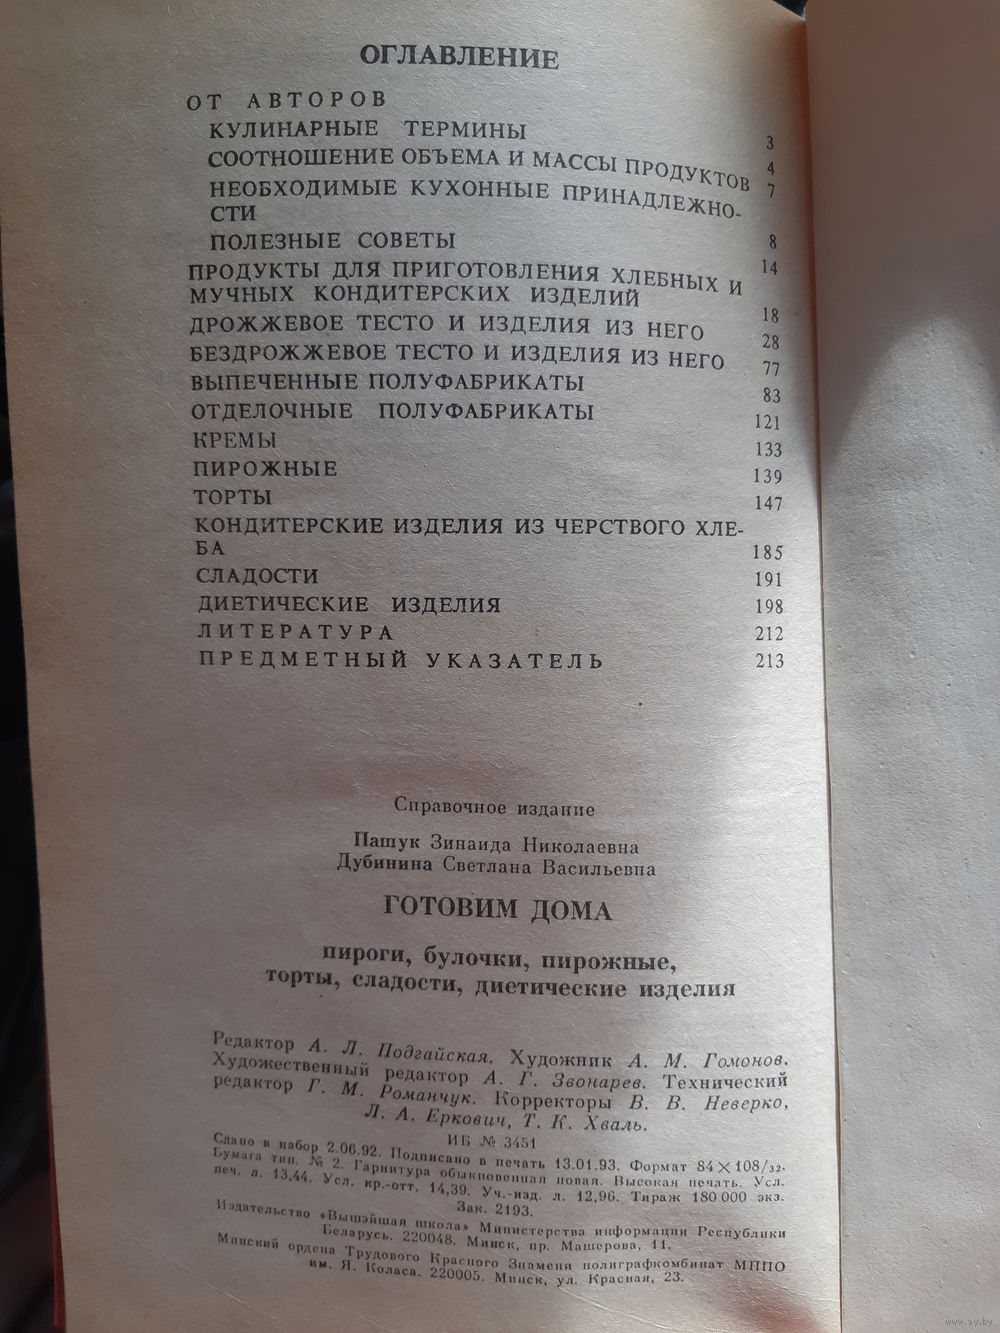 ОГЛАВЛЕНИЕ
ОТ АВТОРОВ 3
КУЛИНАРНЫЕ ТЕРМИНЫ 4
СООТНОШЕНИЕ ОБЪЕМА И МАССЫ ПРОДУКТОВ 7
НЕОБХОДИМЫЕ КУХОННЫЕ ПРИНАДЛЕЖНО-
СТИ 8
ПОЛЕЗНЫЕ СОВЕТЫ 14
ПРОДУКТЫ ДЛЯ ПРИГОТОВЛЕНИЯ ХЛЕБНЫХ И
МУЧНЫХ КОНДИТЕРСКИХ ИЗДЕЛИЙ 18
ДРОЖЖЕВОЕ ТЕСТО И ИЗДЕЛИЯ ИЗ НЕГО 28
БЕЗДРОЖЖЕВОЕ ТЕСТО И ИЗДЕЛИЯ ИЗ НЕГО 77
ВЫПЕЧЕННЫЕ ПОЛУФАБРИКАТЫ 83
ОТДЕЛОЧНЫЕ ПОЛУФАБРИКАТЫ 121
КРЕМЫ 133
ПИРОЖНЫЕ 139
ТОРТЫ 147
КОНДИТЕРСКИЕ ИЗДЕЛИЯ ИЗ ЧЕРСТВОГО ХЛЕ-
БА 185
СЛАДОСТИ 191
ДИЕТИЧЕСКИЕ ИЗДЕЛИЯ 198
ЛИТЕРАТУРА 212
ПРЕДМЕТНЫЙ УКАЗАТЕЛЬ 213
Справочное издание
Пашук Зинаида Николаевна
Дубинина Светлана Васильевна
ГОТОВИМ ДОМА
пироги, булочки, пирожные,
торты, сладости, диетические изделия
Редактор А. Л. Подгайская. Художник А. М. Гомонов.
Художественный редактор А. Г. Звонарев. Технический
редактор Г. М. Романчук. Корректоры В. В. Неверко,
Л. А. Еркович, Т. К. Хваль.
ИБ № 3451
Сдано в набор 2.06.92. Подписано в печать 13.01.93. Формат 84×108/32.
Бумага тип. № 2. Гарнитура обыкновенная новая. Высокая печать. Усл.
печ. л. 13,44. Усл. кр.-отт. 14,39. Уч.-изд. л. 12,96. Тираж 180 000 экз.
Зак. 2193.
Издательство «Вышэйшая школа» Министерства информации Республики
Беларусь. 220048. Минск, пр. Машерова, 11.
Минский ордена Трудового Красного Знамени полиграфкомбинат МППО
им. Я. Коласа. 220005. Минск, ул. Красная, 23.
www.ay.by